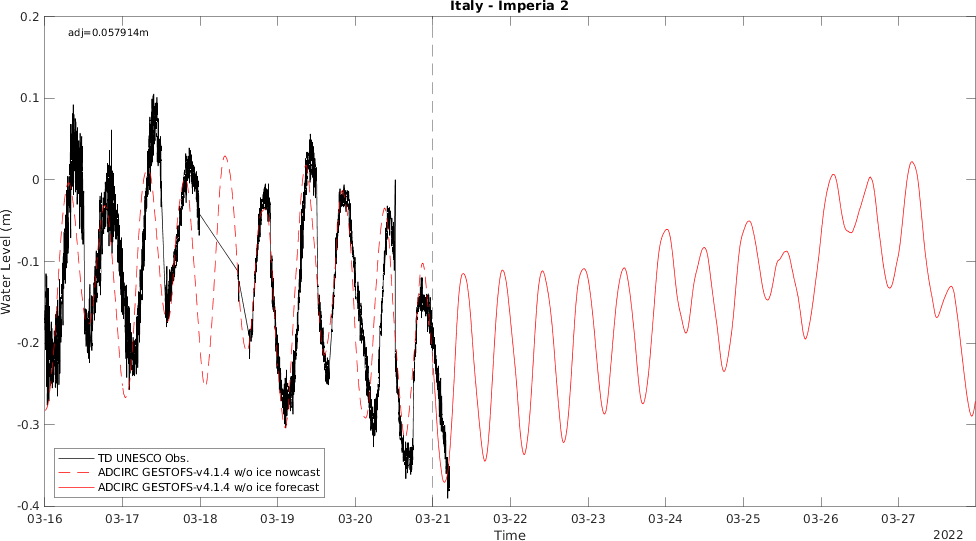 Italy - Imperia 2
adj=0.057914m
0.2
0.1
0
-0.1
-0.2
-0.3
-0.4
Water Level (m)
TD UNESCO Obs.
ADCIRC GESTOFS-v4.1.4 w/o ice nowcast
ADCIRC GESTOFS-v4.1.4 w/o ice forecast
03-16 03-17 03-18 03-19 03-20 03-21 03-22 03-23 03-24 03-25 03-26 03-27
Time
2022